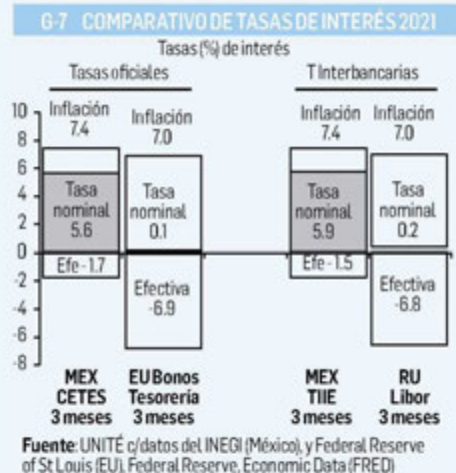 G-7 COMPARATIVO DE TASAS DE INTERÉS 2021
Tasas (%) de interés
Tasas oficiales
T Interbancarias
10
8
6
4
2
0
-2
-4
-6
-8
Inflación
7.4
Tasa
nominal
5.6
Efe -1.7
Inflación
7.0
Tasa
nominal
0.1
Efectiva
-6.9
Inflación
7.4
Tasa
nominal
5.9
Efe -1.5
Inflación
7.0
Tasa
nominal
0.2
Efectiva
-6.8
MEX
CETES
3 meses
EU Bonos
Tesorería
3 meses
MEX
TIIE
3 meses
RU
Libor
3 meses
Fuente: UNITÉ c/datos del INEGI (México), y Federal Reserve
of St Louis (EU), Federal Reserve, Economic Data (FRED)